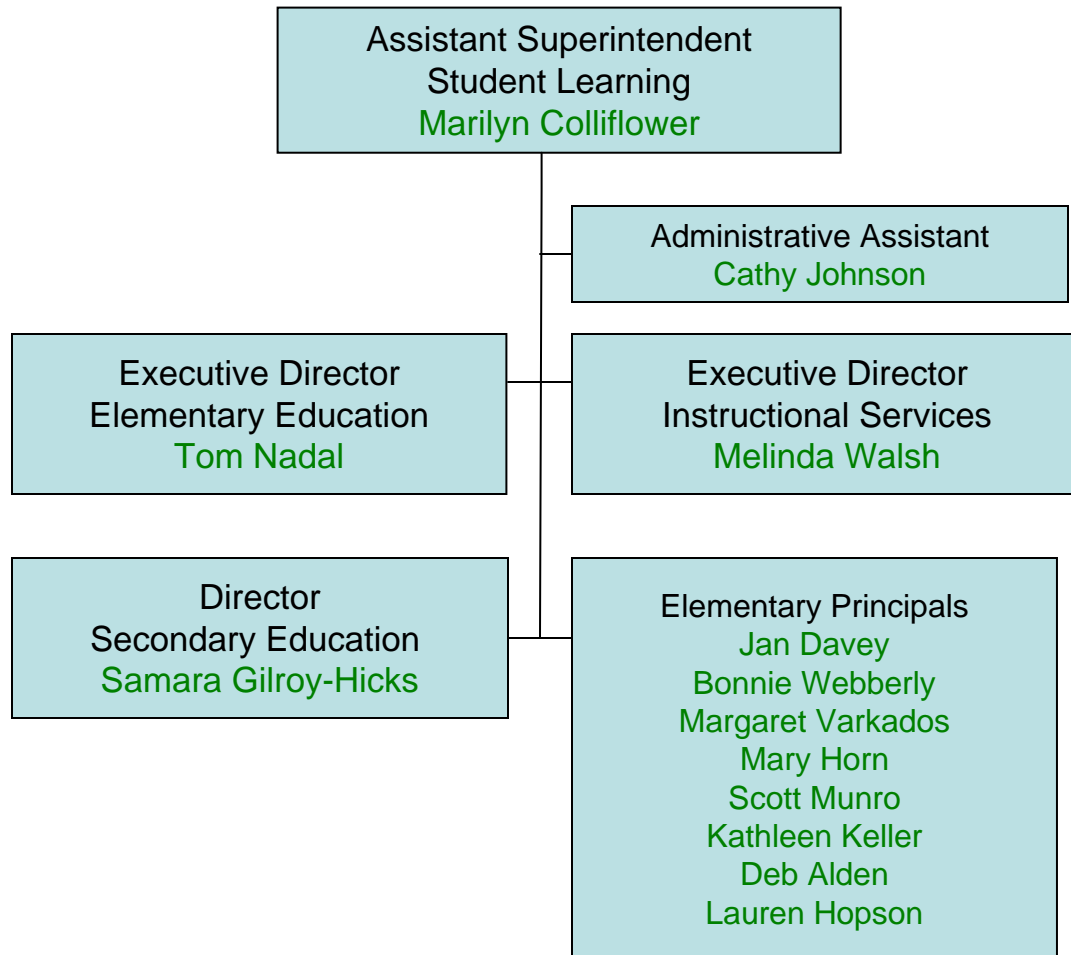 Assistant Superintendent
Student Learning
Marilyn Colliflower
Administrative Assistant
Cathy Johnson
Executive Director
Elementary Education
Tom Nadal
Executive Director
Instructional Services
Melinda Walsh
Director
Secondary Education
Samara Gilroy-Hicks
Elementary Principals
Jan Davey
Bonnie Webberly
Margaret Varkados
Mary Horn
Scott Munro
Kathleen Keller
Deb Alden
Lauren Hopson